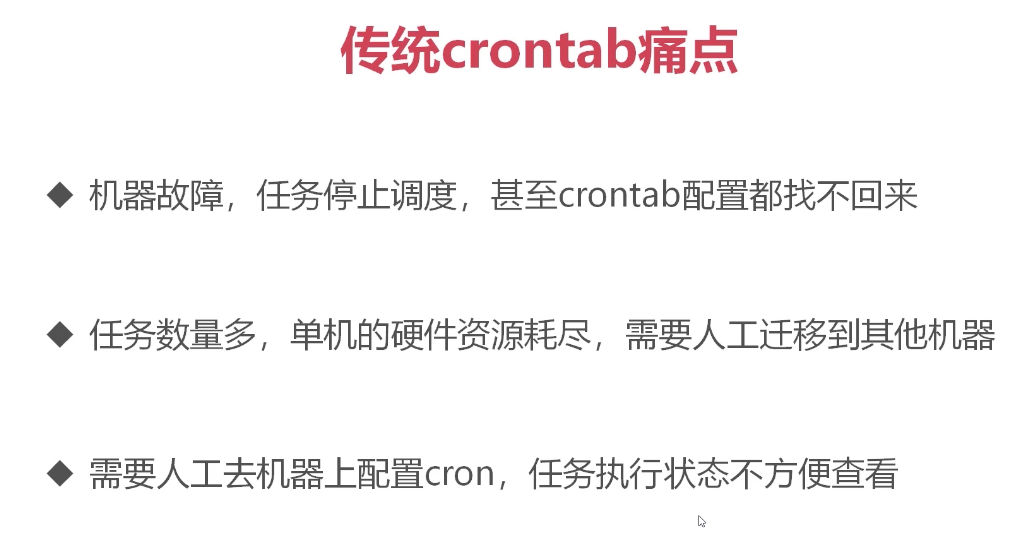 传统crontab痛点
◆ 机器故障，任务停止调度，甚至crontab配置都找不回来
◆ 任务数量多，单机的硬件资源耗尽，需要人工迁移到其他机器
◆ 需要人工去机器上配置cron，任务执行状态不方便查看